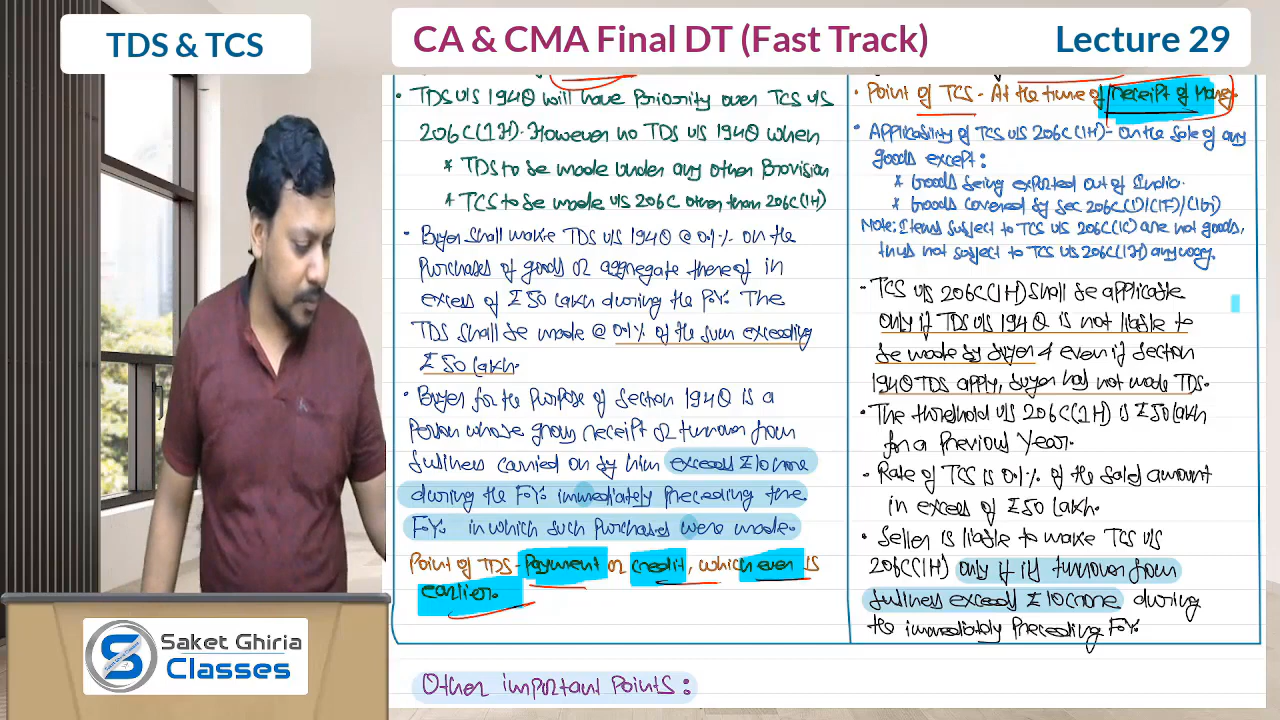 TDS & TCS
CA & CMA Final DT (Fast Track)
Lecture 29
• TDS u/s 194Q will have Priority over TCS u/s
206C(1H). However no TDS u/s 194Q when
* TDS to be made under any other Provision
* TCS to be made u/s 206C other than 206C(1H)
• Buyer shall make TDS u/s 194Q @ 0.1% on the
Purchases of goods or aggregate thereof in
excess of ₹50 lakh during the P.Y. The
TDS shall be made @ 0.1% of the sum exceeding
₹50 lakh.
• Buyer for the Purpose of Section 194Q is a
Person whose gross receipt or turnover from
business carried on by him exceed ₹10 crore
during the F.Y. immediately Preceding the
F.Y. in which such Purchases were made.
Point of TDS - Payment or credit, which ever is
earlier.
• Point of TCS - At the time of receipt of Money.
• Applicability of TCS u/s 206C(1H) - On the sale of any
goods except:
* Goods being exported out of India.
* Goods covered by sec 206C(1)/(1F)/(1G)
Note: Items subject to TCS u/s 206C(1C) are not goods,
thus not subject to TCS u/s 206C(1H) anyway.
• TCS u/s 206C(1H) shall be applicable
only if TDS u/s 194Q is not liable to
be made by buyer & even if Section
194Q TDS apply, buyer has not made TDS.
• The threshold u/s 206C(1H) is ₹50 lakh
for a Previous Year.
• Rate of TCS is 0.1% of the sales amount
in excess of ₹50 lakh.
• Seller is liable to make TCS u/s
206C(1H) only if it turnover from
business exceed ₹10 crore during
the immediately Preceding F.Y.
Other important Points:
Saket Ghiria
Classes